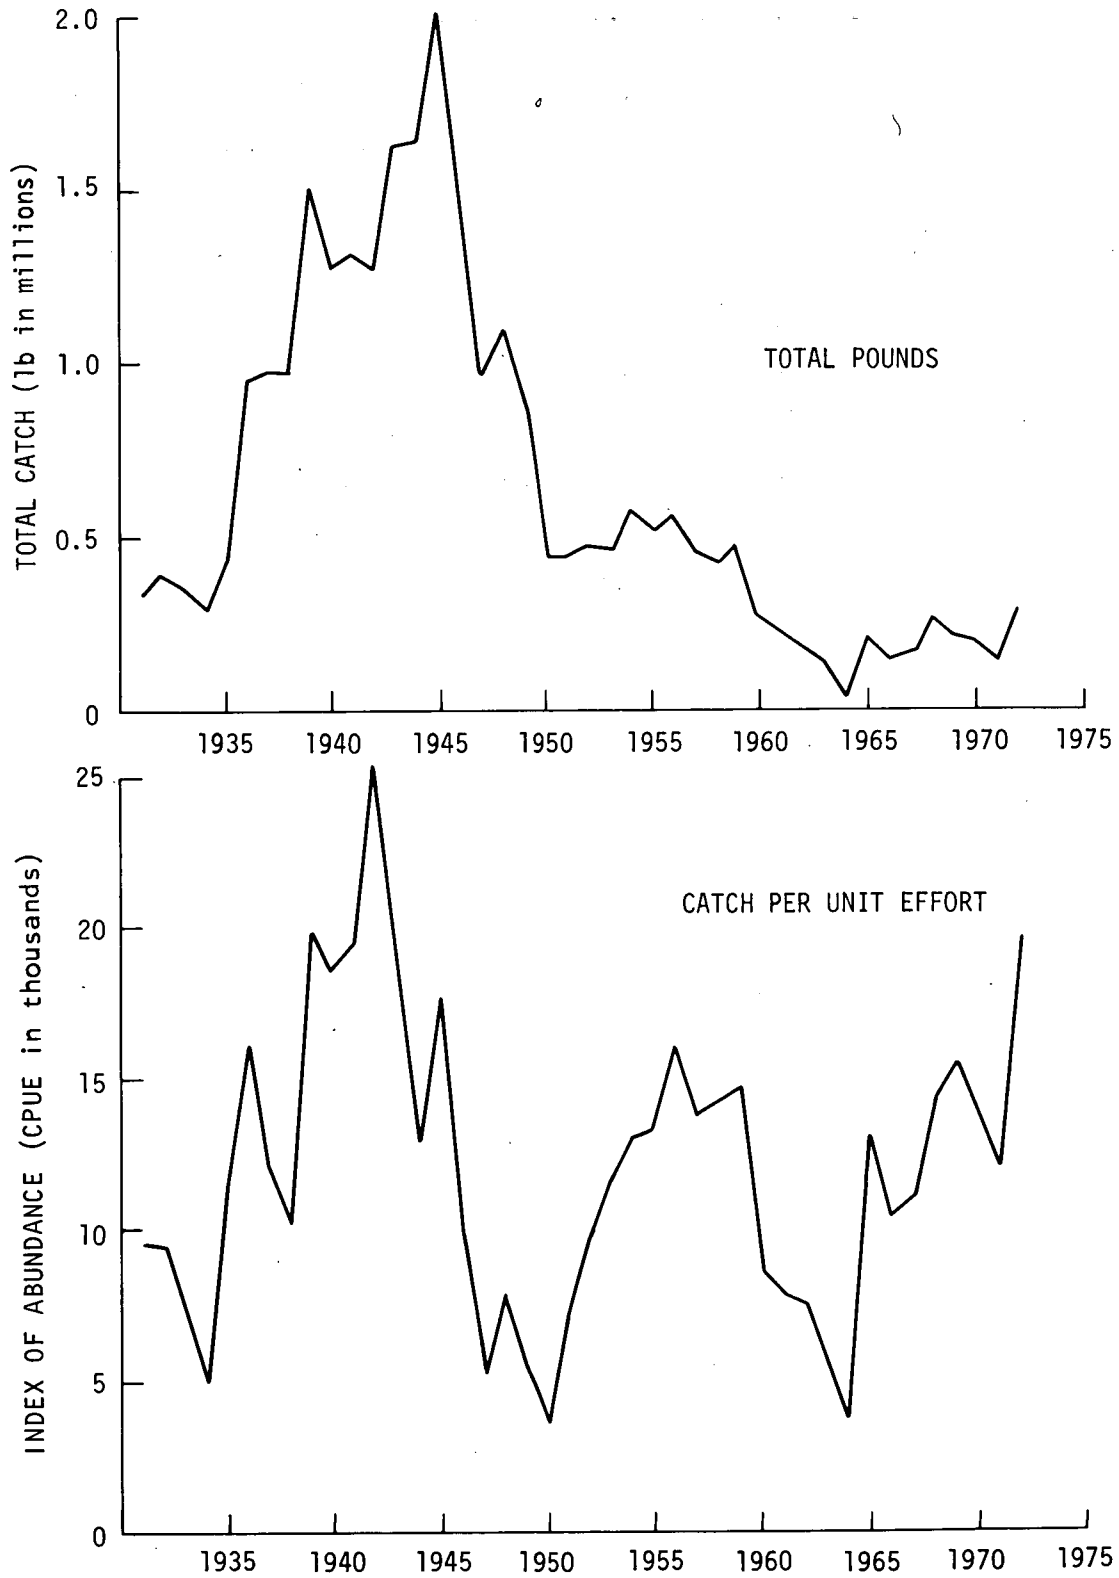 2.0
1.5
1.0
0.5
0
TOTAL CATCH (lb in millions)
TOTAL POUNDS
1935 1940 1945 1950 1955 1960 1965 1970 1975
25
20
15
10
5
0
INDEX OF ABUNDANCE (CPUE in thousands)
CATCH PER UNIT EFFORT
1935 1940 1945 1950 1955 1960 1965 1970 1975